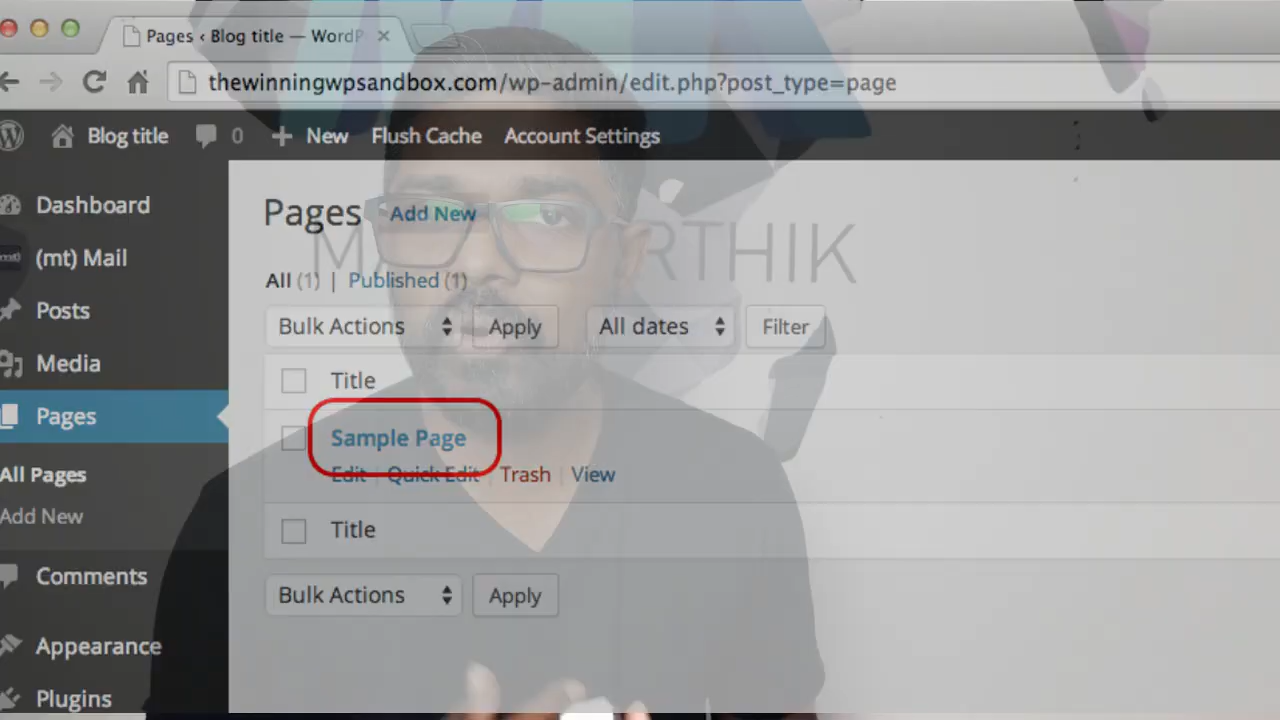 Pages ‹ Blog title — WordP
thewinningwpsandbox.com/wp-admin/edit.php?post_type=page
Blog title 0 New Flush Cache Account Settings
Dashboard
(mt) Mail
Posts
Media
Pages
All Pages
Add New
Comments
Appearance
Plugins
Pages Add New
RTHIK
All (1) | Published (1)
Bulk Actions Apply All dates Filter
Title
Sample Page
Edit | Quick Edit | Trash | View
Title
Bulk Actions Apply